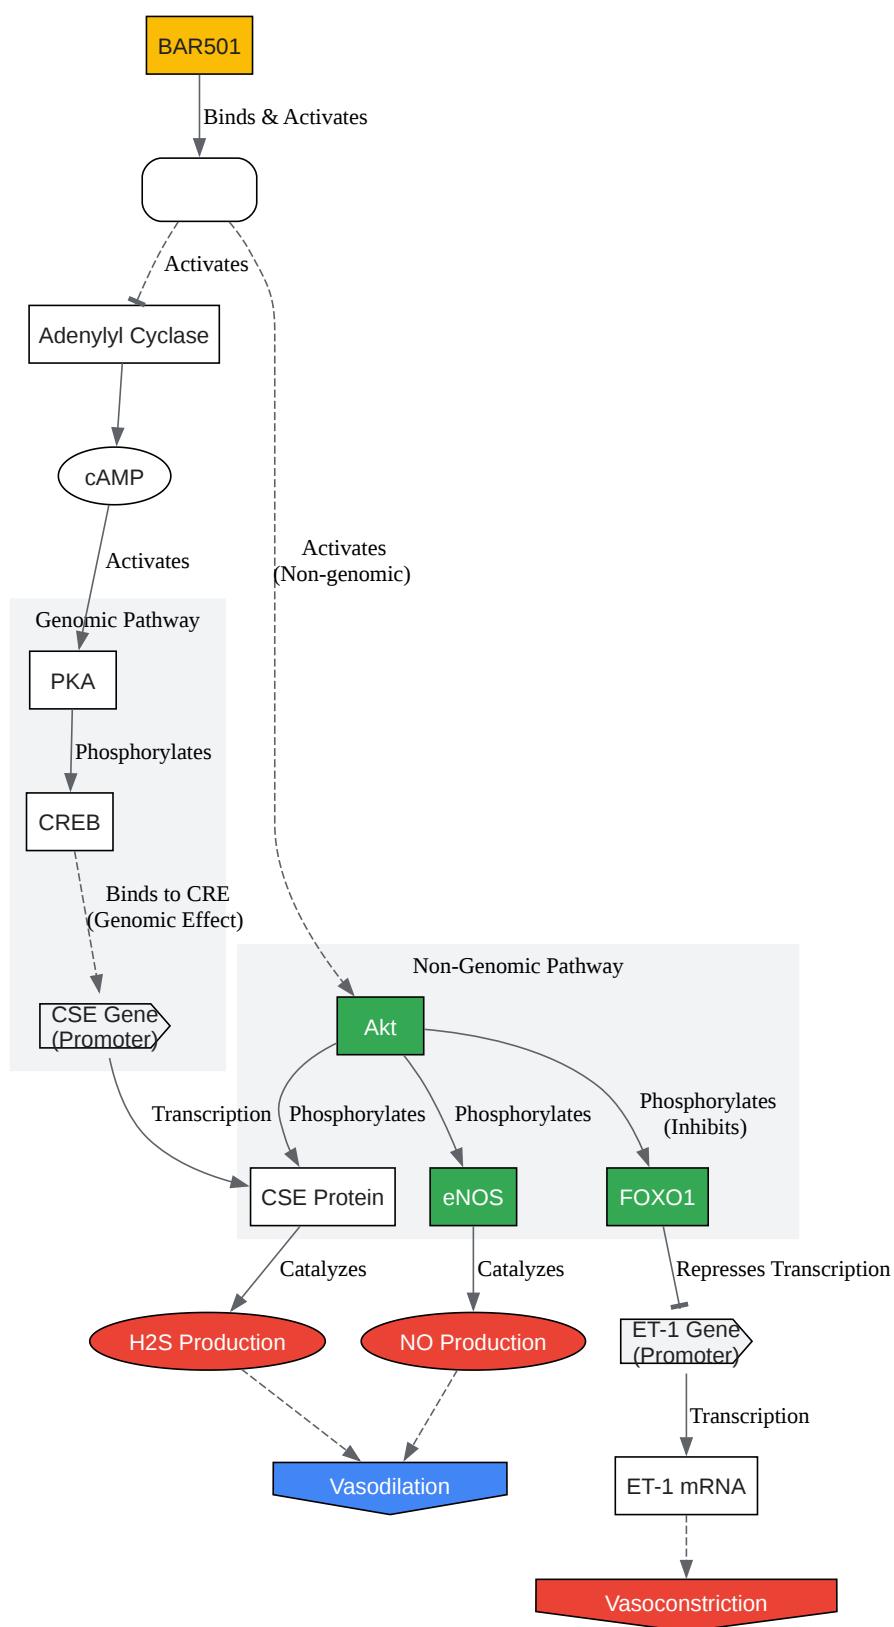 BAR501
Binds & Activates
Activates
Adenylyl Cyclase
cAMP
Activates
(Non-genomic)
Activates
Genomic Pathway
PKA
Phosphorylates
CREB
Binds to CRE
(Genomic Effect)
Non-Genomic Pathway
CSE Gene
(Promoter)
Akt
Transcription
Phosphorylates
Phosphorylates
Phosphorylates
(Inhibits)
CSE Protein
eNOS
FOXO1
Catalyzes
Catalyzes
Represses Transcription
H2S Production
NO Production
ET-1 Gene
(Promoter)
Transcription
Vasodilation
ET-1 mRNA
Vasoconstriction